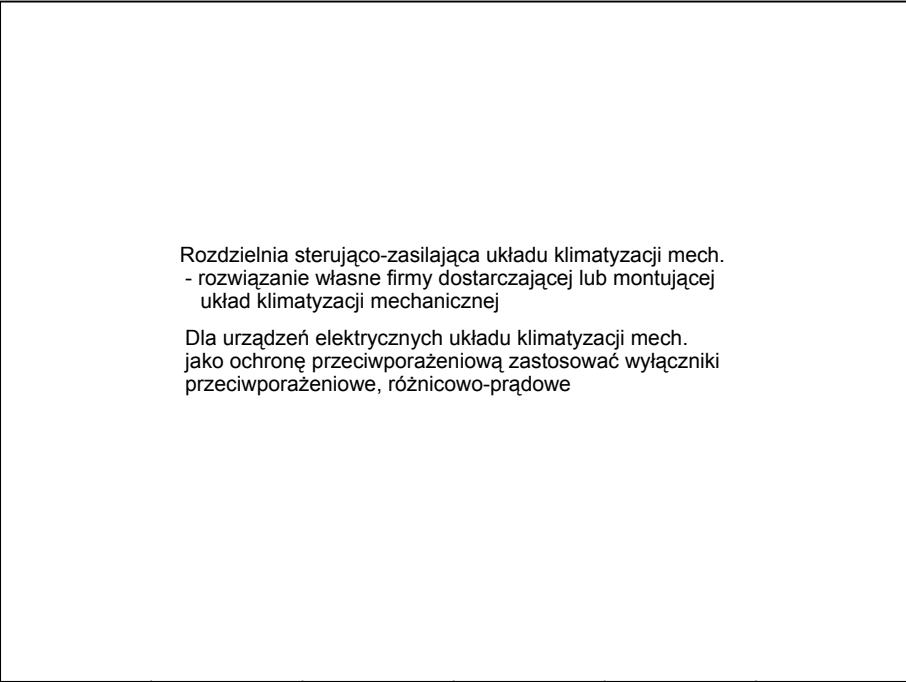 Rozdzielnia sterująco-zasilająca układu klimatyzacji mech.
- rozwiązanie własne firmy dostarczającej lub montującej
układ klimatyzacji mechanicznej
Dla urządzeń elektrycznych układu klimatyzacji mech.
jako ochronę przeciwporażeniową zastosować wyłączniki
przeciwporażeniowe, różnicowo-prądowe